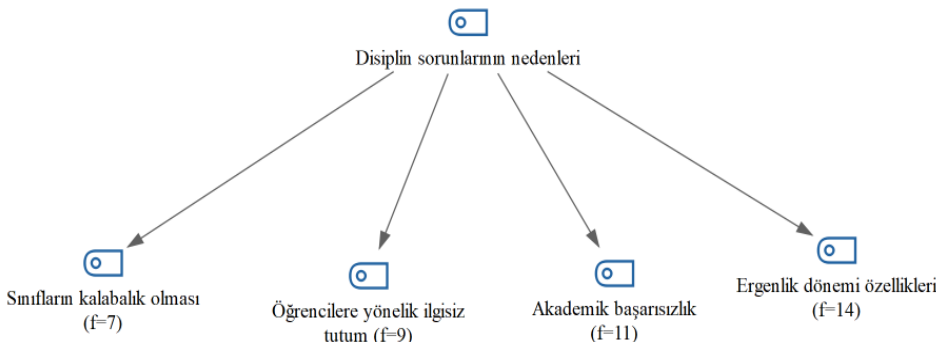 Disiplin sorunlarının nedenleri
Sınıfların kalabalık olması
(f=7)
Öğrencilere yönelik ilgisiz
tutum (f=9)
Akademik başarısızlık
(f=11)
Ergenlik dönemi özellikleri
(f=14)